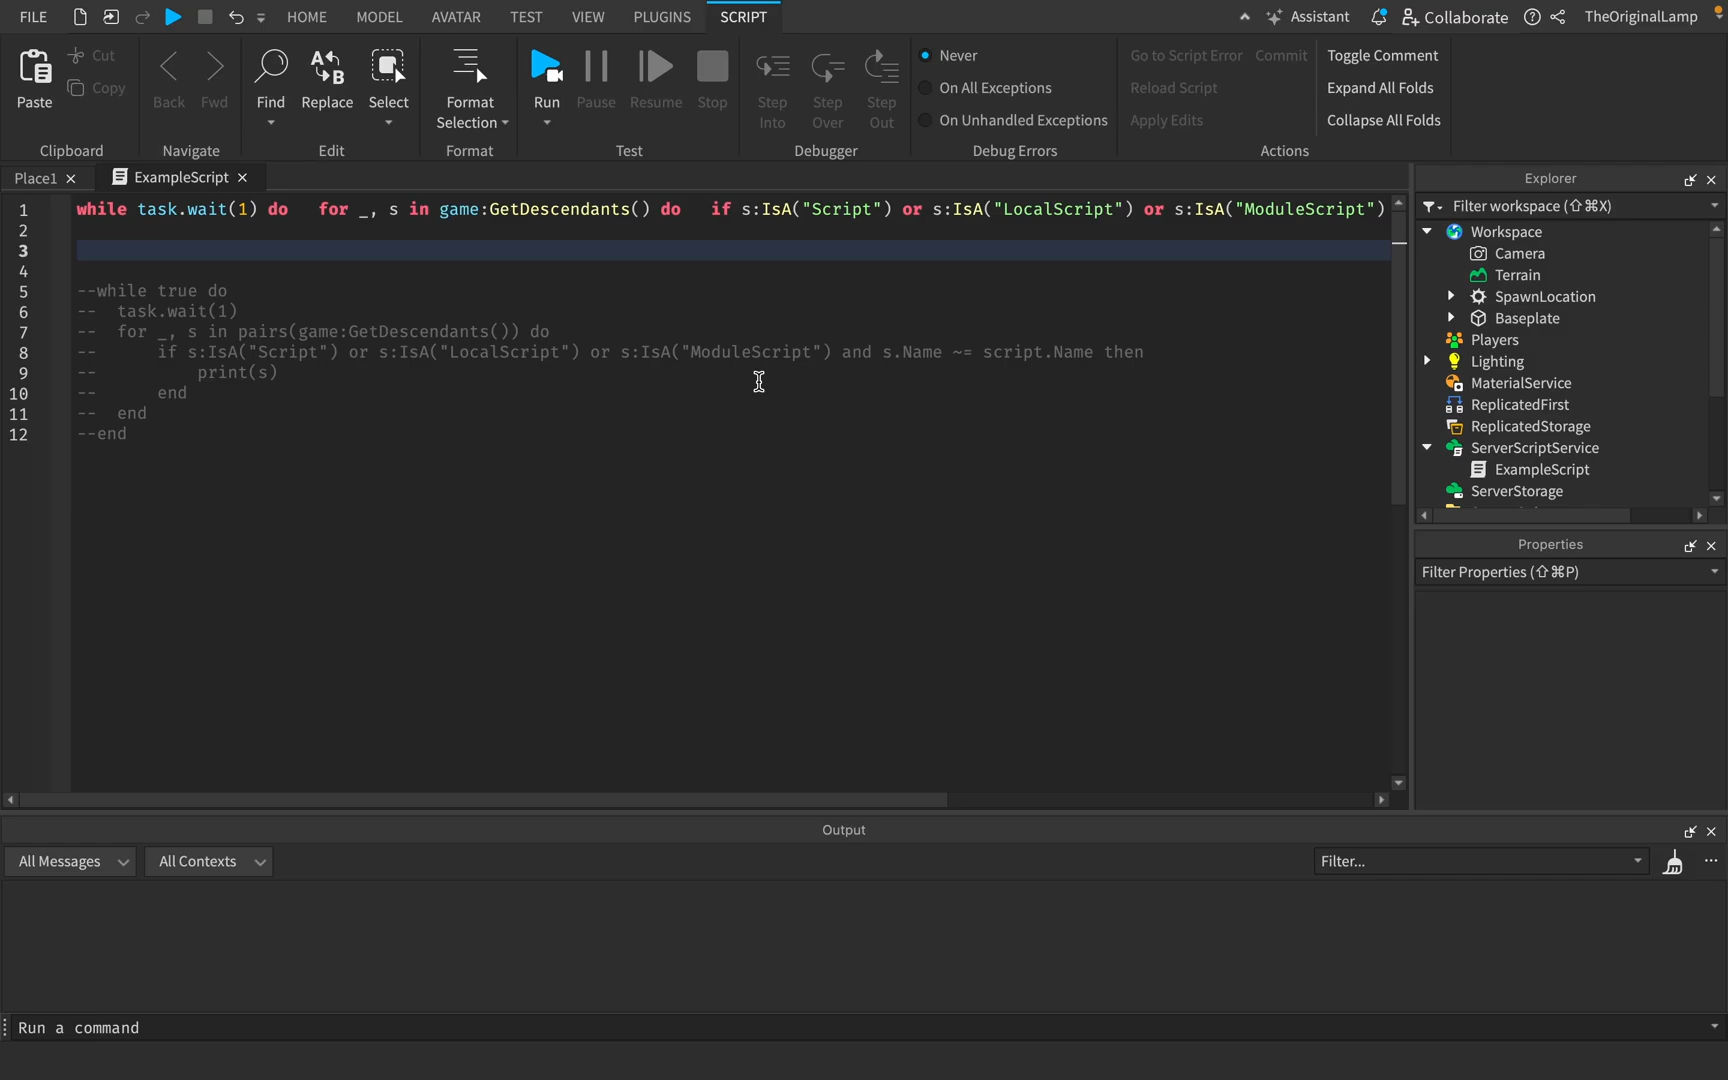 FILE HOME MODEL AVATAR TEST VIEW PLUGINS SCRIPT Assistant Collaborate TheOriginalLamp
Paste Cut Copy Back Fwd Find Replace Select Format Selection Run Pause Resume Stop Step Into Step Over Step Out
Never Go to Script Error Commit Toggle Comment
On All Exceptions Reload Script Expand All Folds
On Unhandled Exceptions Apply Edits Collapse All Folds
Clipboard Navigate Edit Format Test Debugger Debug Errors Actions
Place1 ExampleScript
1 while task.wait(1) do   for _, s in game:GetDescendants() do   if s:IsA("Script") or s:IsA("LocalScript") or s:IsA("ModuleScript")
2
3
4
5 --while true do
6 --  task.wait(1)
7 --  for _, s in pairs(game:GetDescendants()) do
8 --      if s:IsA("Script") or s:IsA("LocalScript") or s:IsA("ModuleScript") and s.Name ~= script.Name then
9 --          print(s)
10 --      end
11 --  end
12 --end
Explorer
Filter workspace (⇧⌘X)
Workspace
Camera
Terrain
SpawnLocation
Baseplate
Players
Lighting
MaterialService
ReplicatedFirst
ReplicatedStorage
ServerScriptService
ExampleScript
ServerStorage
Properties
Filter Properties (⇧⌘P)
Output
All Messages All Contexts Filter...
Run a command